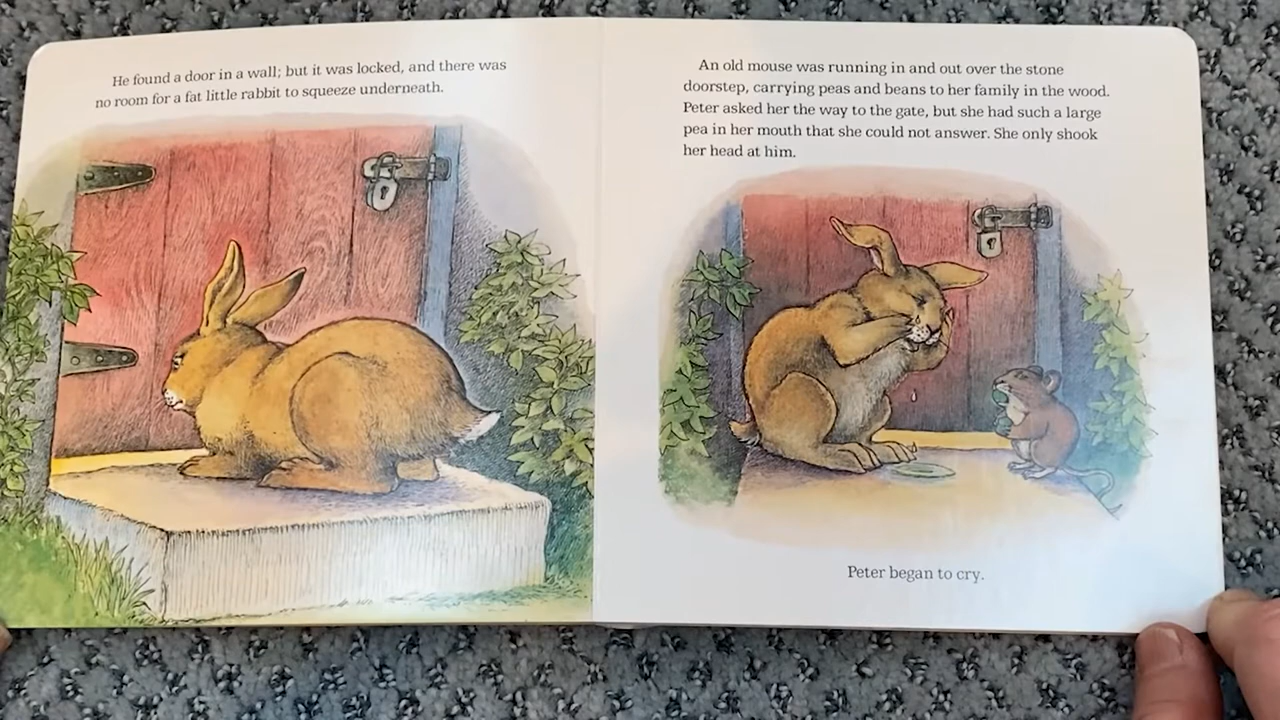 He found a door in a wall; but it was locked, and there was
no room for a fat little rabbit to squeeze underneath.
An old mouse was running in and out over the stone
doorstep, carrying peas and beans to her family in the wood.
Peter asked her the way to the gate, but she had such a large
pea in her mouth that she could not answer. She only shook
her head at him.
Peter began to cry.